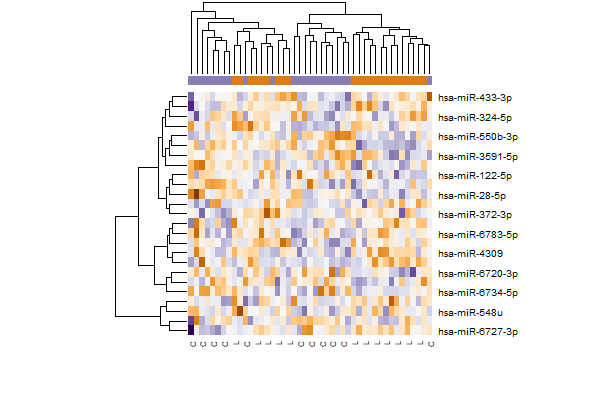 hsa-miR-433-3p
hsa-miR-324-5p
hsa-miR-550b-3p
hsa-miR-3591-5p
hsa-miR-122-5p
hsa-miR-28-5p
hsa-miR-372-3p
hsa-miR-6783-5p
hsa-miR-4309
hsa-miR-6720-3p
hsa-miR-6734-5p
hsa-miR-548u
hsa-miR-6727-3p
C C C C L C L L L L C C C C C L L L L L L L C